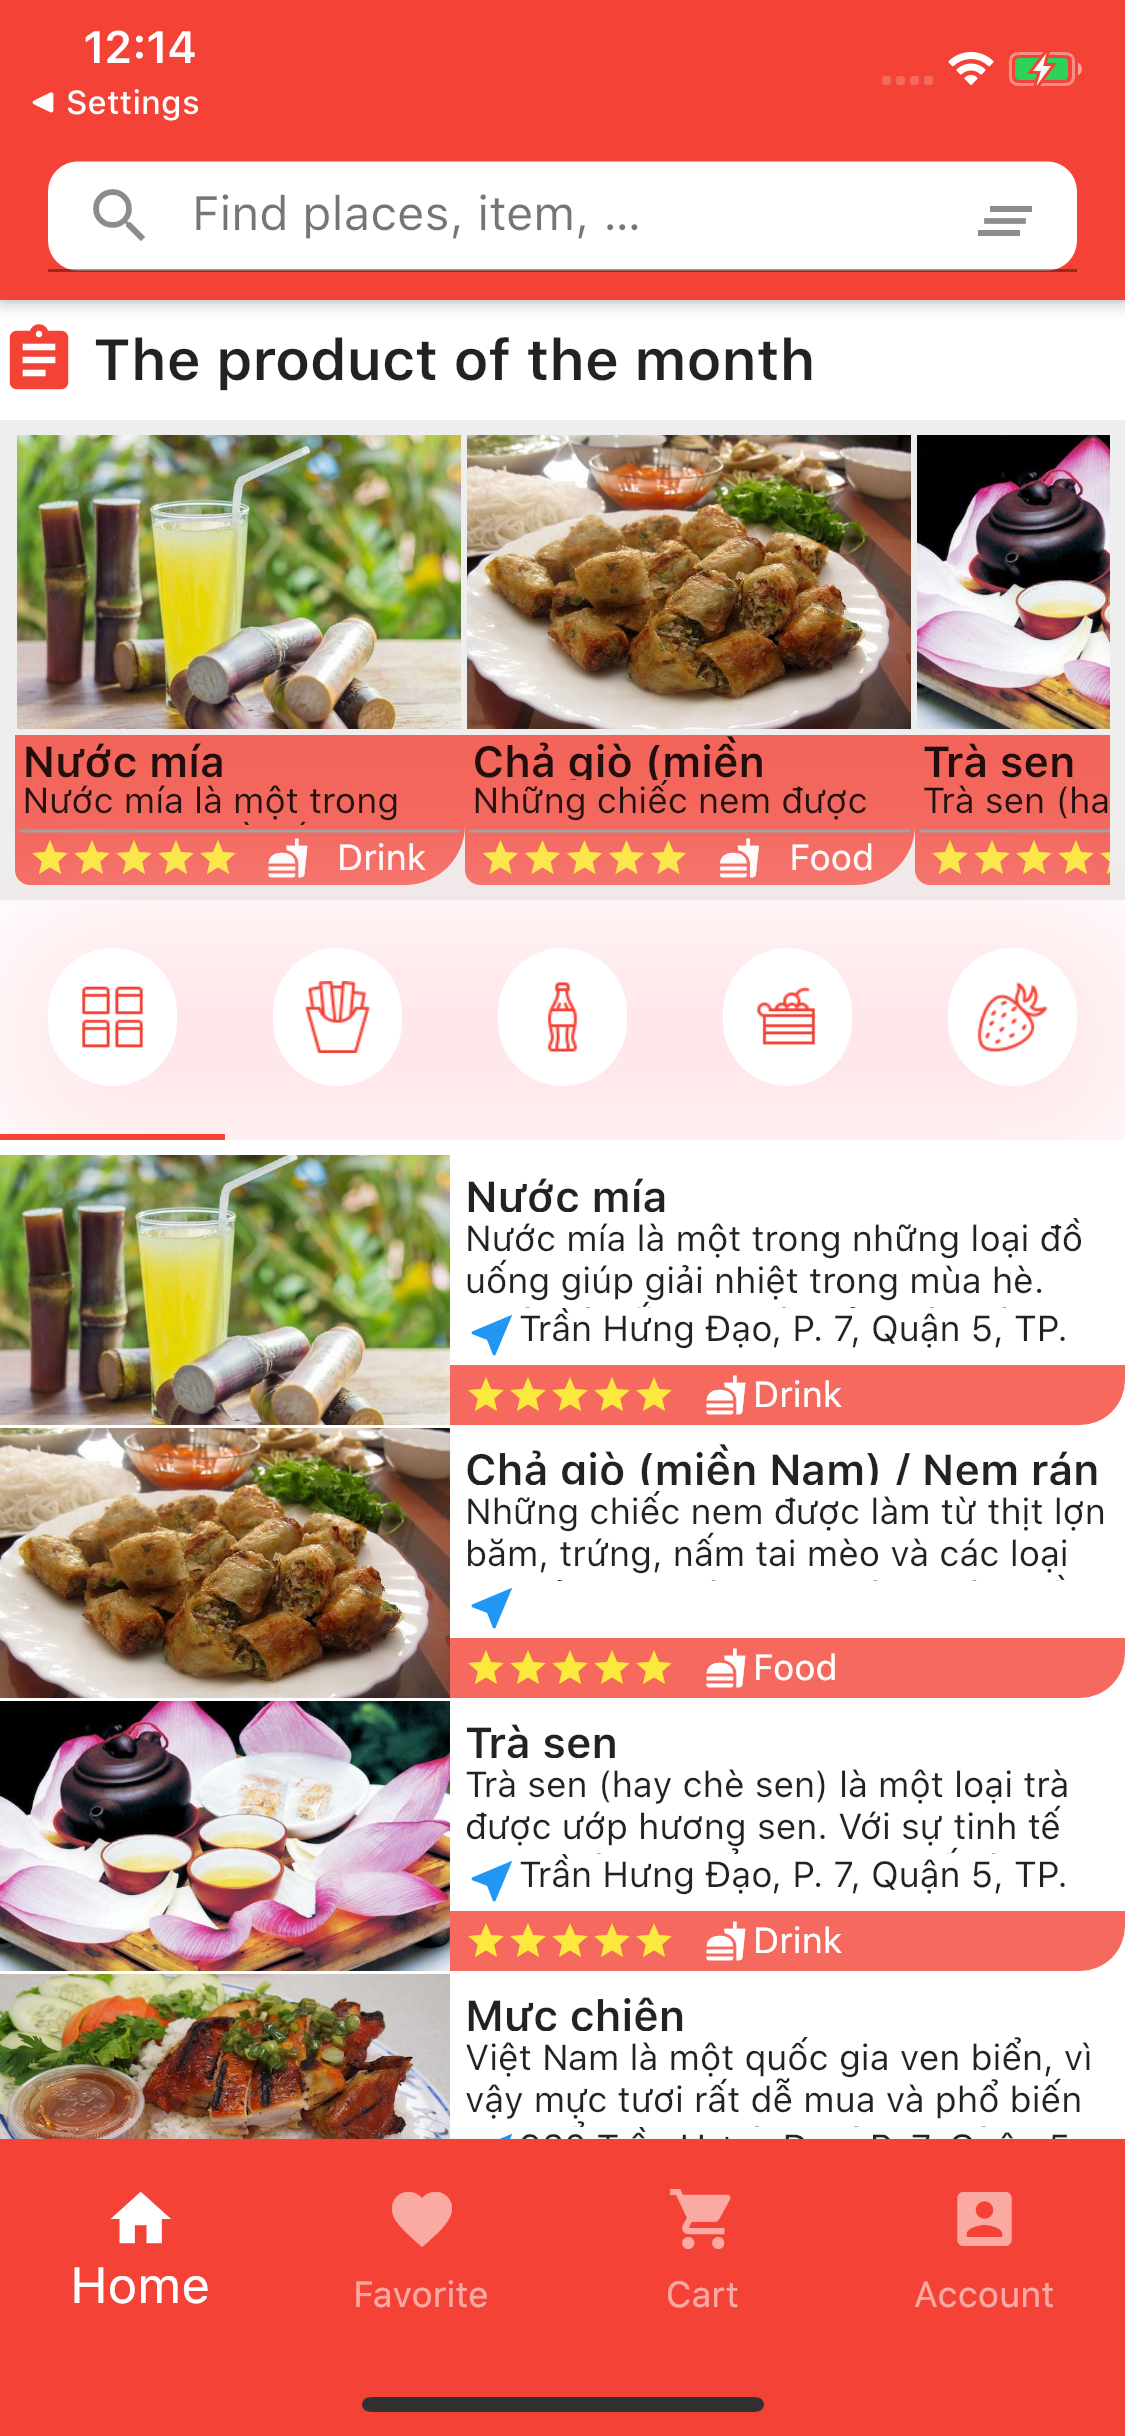 12:14
Settings
Find places, item, ...
The product of the month
Nước mía
Nước mía là một trong
Drink
Chả giò (miền
Những chiếc nem được
Food
Trà sen
Trà sen (ha
Nước mía
Nước mía là một trong những loại đồ
uống giúp giải nhiệt trong mùa hè.
Trần Hưng Đạo, P. 7, Quận 5, TP.
Drink
Chả giò (miền Nam) / Nem rán
Những chiếc nem được làm từ thịt lợn
băm, trứng, nấm tai mèo và các loại
Food
Trà sen
Trà sen (hay chè sen) là một loại trà
được ướp hương sen. Với sự tinh tế
Trần Hưng Đạo, P. 7, Quận 5, TP.
Drink
Mực chiên
Việt Nam là một quốc gia ven biển, vì
vậy mực tươi rất dễ mua và phổ biến
Home
Favorite
Cart
Account